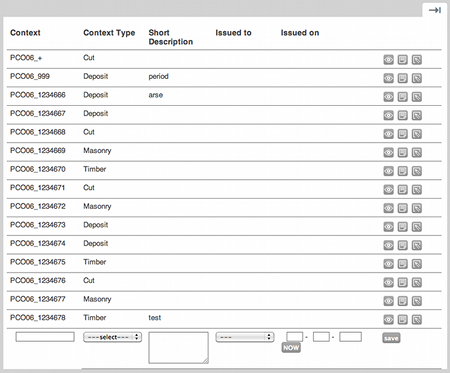 Context Context Type Short Description Issued to Issued on
PCO06_+ Cut
PCO06_999 Deposit period
PCO06_1234666 Deposit arse
PCO06_1234667 Deposit
PCO06_1234668 Cut
PCO06_1234669 Masonry
PCO06_1234670 Timber
PCO06_1234671 Cut
PCO06_1234672 Masonry
PCO06_1234673 Deposit
PCO06_1234674 Deposit
PCO06_1234675 Timber
PCO06_1234676 Cut
PCO06_1234677 Masonry
PCO06_1234678 Timber test
---select--- --- - - save
NOW